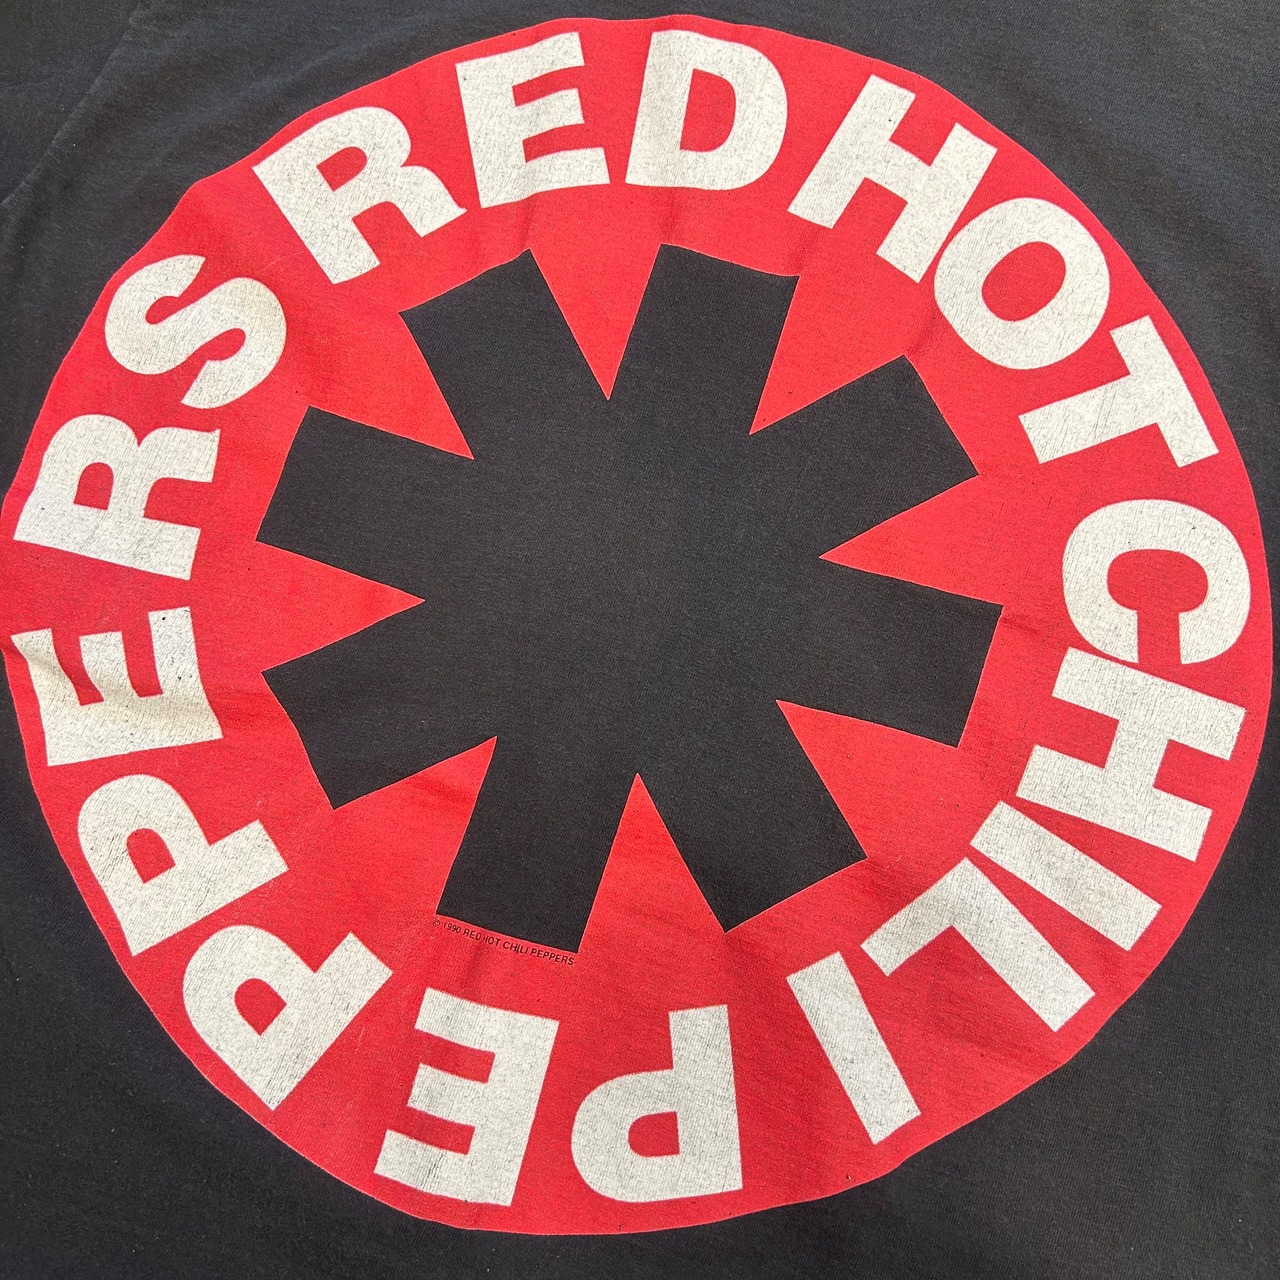 RED HOT CHILI PEPPERS
© 1990 RED HOT CHILI PEPPERS